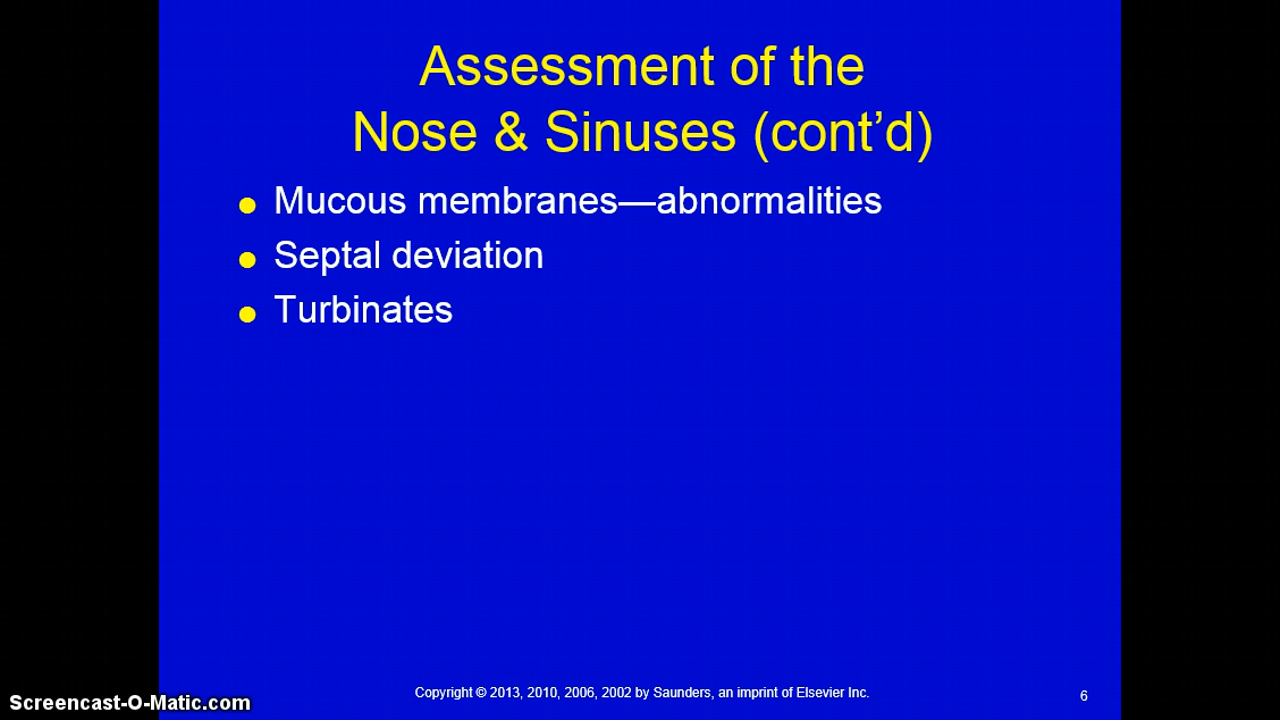 Assessment of the
Nose & Sinuses (cont’d)
Mucous membranes—abnormalities
Septal deviation
Turbinates
Copyright © 2013, 2010, 2006, 2002 by Saunders, an imprint of Elsevier Inc.
6
Screencast-O-Matic.com